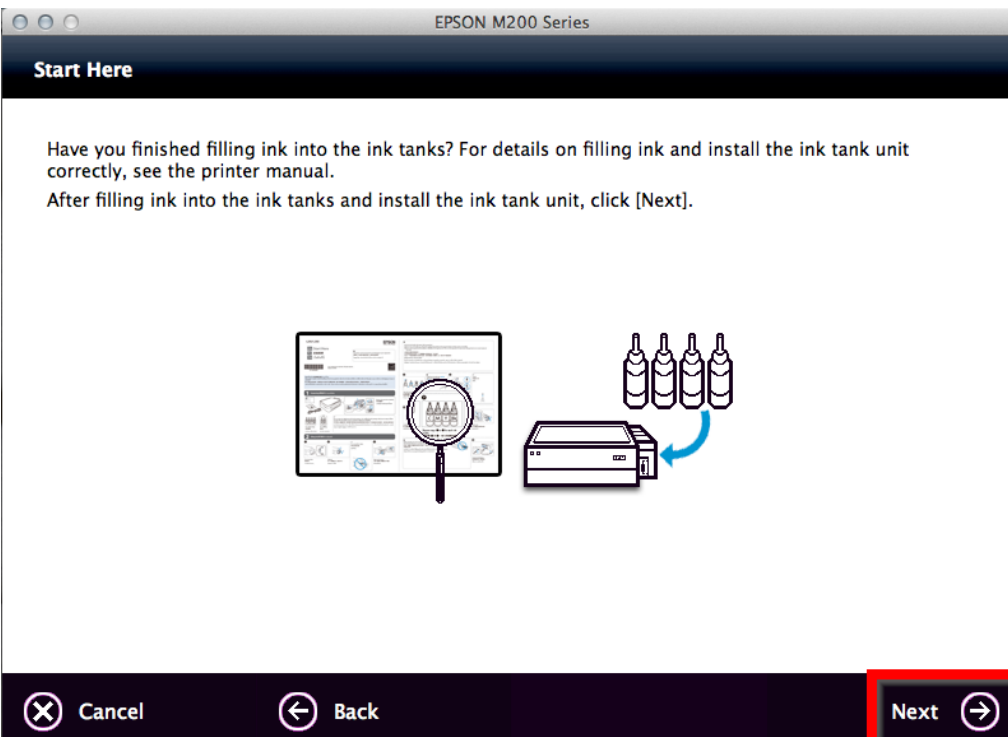 EPSON M200 Series
Start Here
Have you finished filling ink into the ink tanks? For details on filling ink and install the ink tank unit
correctly, see the printer manual.
After filling ink into the ink tanks and install the ink tank unit, click [Next].
Cancel
Back
Next